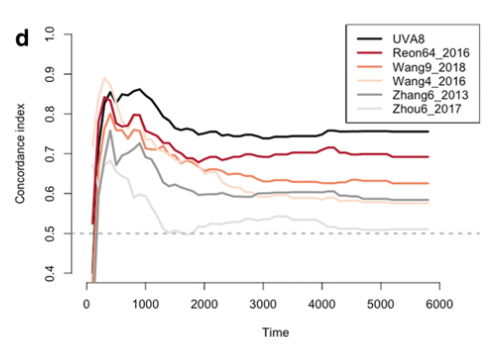 d
Concordance index
1.0
0.9
0.8
0.7
0.6
0.5
0.4
UVA8
Reon64_2016
Wang9_2018
Wang4_2016
Zhang6_2013
Zhou6_2017
0 1000 2000 3000 4000 5000 6000
Time